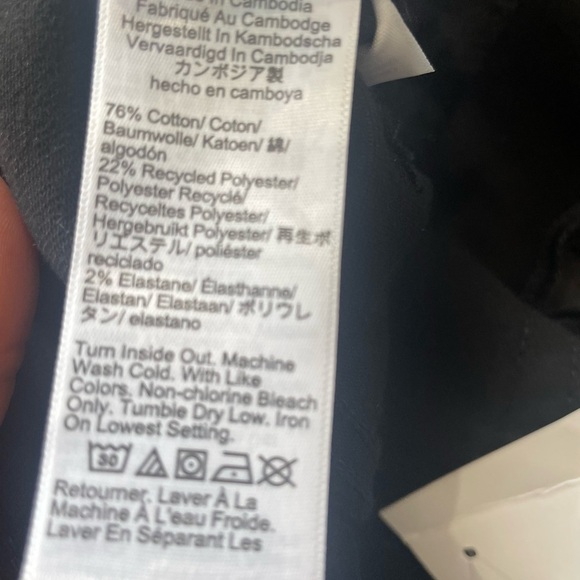 In Cambodia
Fabriqué Au Cambodge
Hergestellt In Kambodscha
Vervaardigd In Cambodja
カンボジア製
hecho en camboya
76% Cotton/ Coton/
Baumwolle/ Katoen/ 綿/
algodón
22% Recycled Polyester/
Polyester Recyclé/
Recyceltes Polyester/
Hergebruikt Polyester/ 再生ポ
リエステル/ poliéster
reciclado
2% Elastane/ Élasthanne/
Elastan/ Elastaan/ ポリウレ
タン/ elastano
Turn Inside Out. Machine
Wash Cold. With Like
Colors. Non-chlorine Bleach
Only. Tumble Dry Low. Iron
On Lowest Setting.
30
Retourner. Laver À La
Machine À L'eau Froide.
Laver En Séparant Les